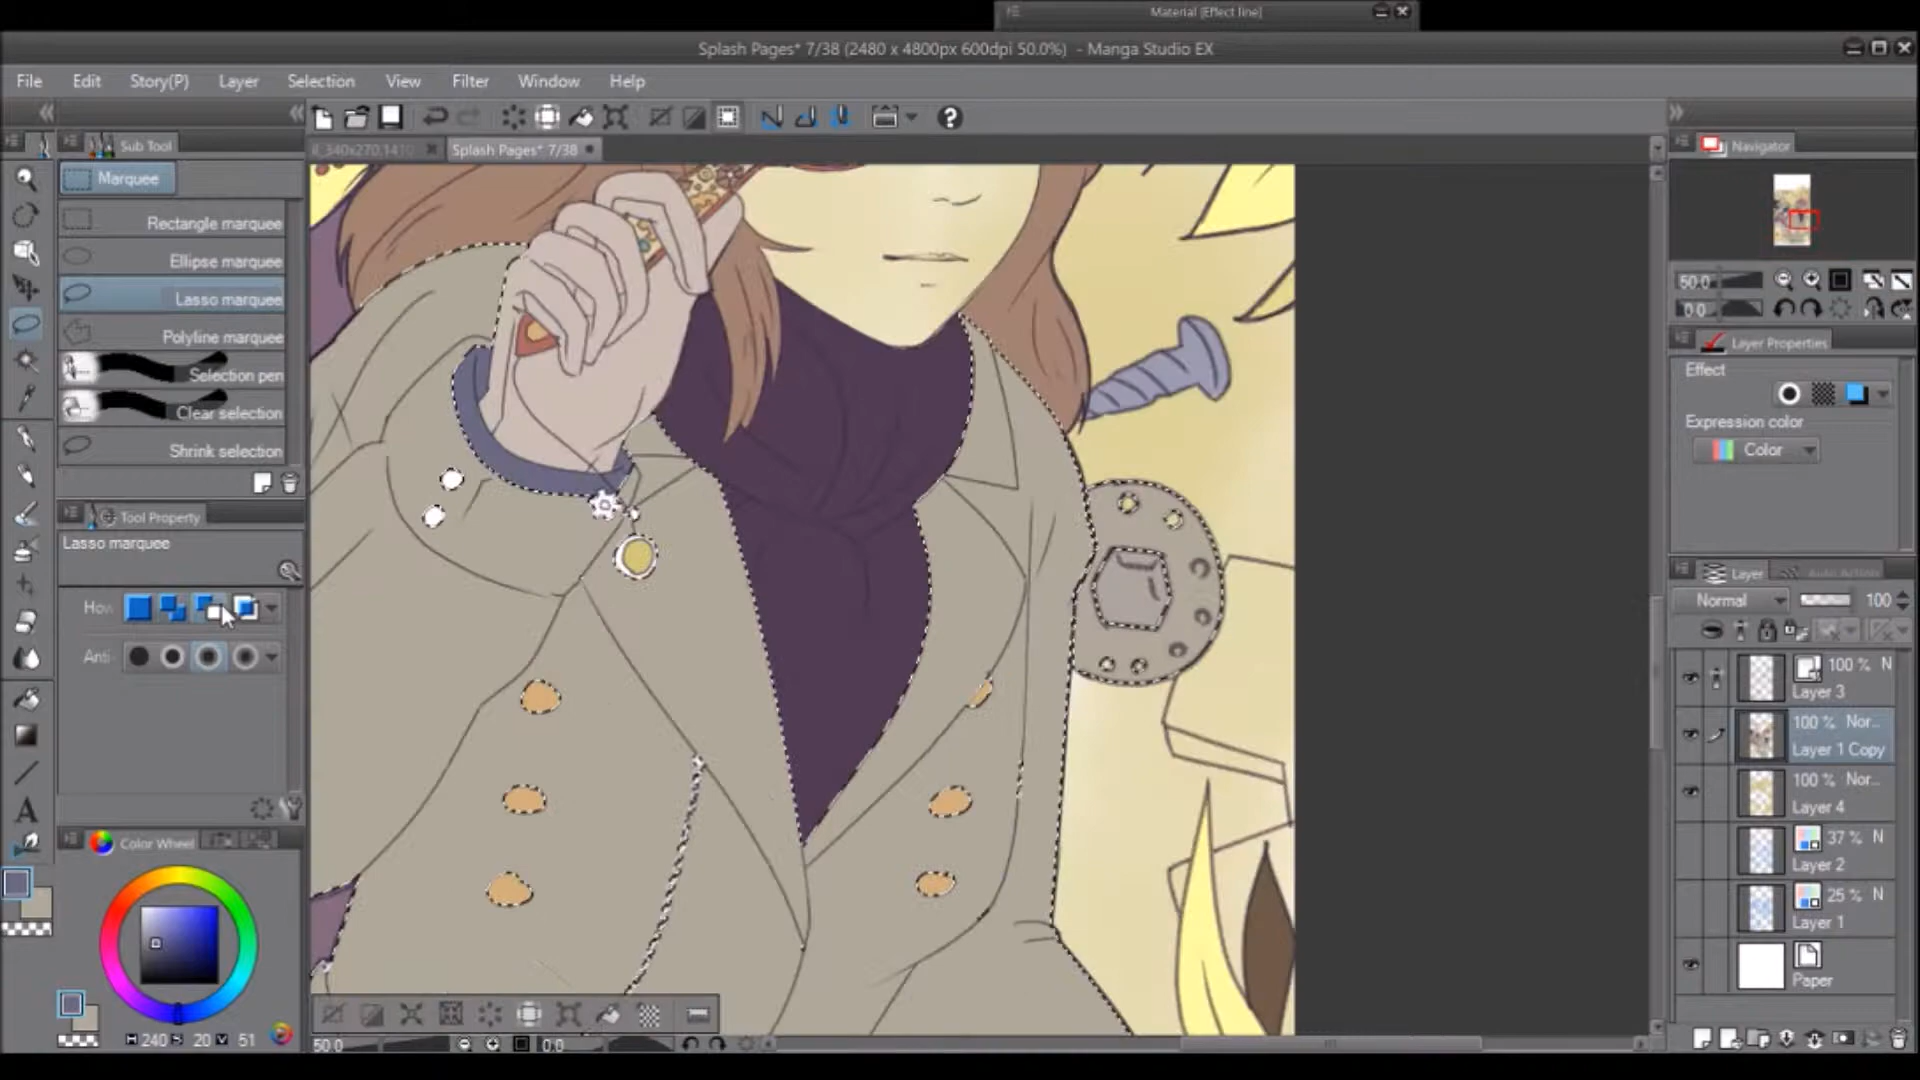 Material [Effect line]
Splash Pages* 7/38 (2480 x 4800px 600dpi 50.0%) - Manga Studio EX
File Edit Story(P) Layer Selection View Filter Window Help
Sub Tool
Splash Pages* 7/38
Navigator
Marquee
Rectangle marquee
Ellipse marquee
Lasso marquee
Polyline marquee
Selection pen
Clear selection
Shrink selection
50.0
0.0
Layer Properties
Effect
Expression color
Color
Tool Property
Lasso marquee
How
Anti-
Layer
Auto Action
Normal 100
100 % N
Layer 3
100 % Nor...
Layer 1 Copy
100 % Nor...
Layer 4
37 % N
Layer 2
25 % N
Layer 1
Paper
Color Wheel
H 240 S 20 V 51
50.0 0.0